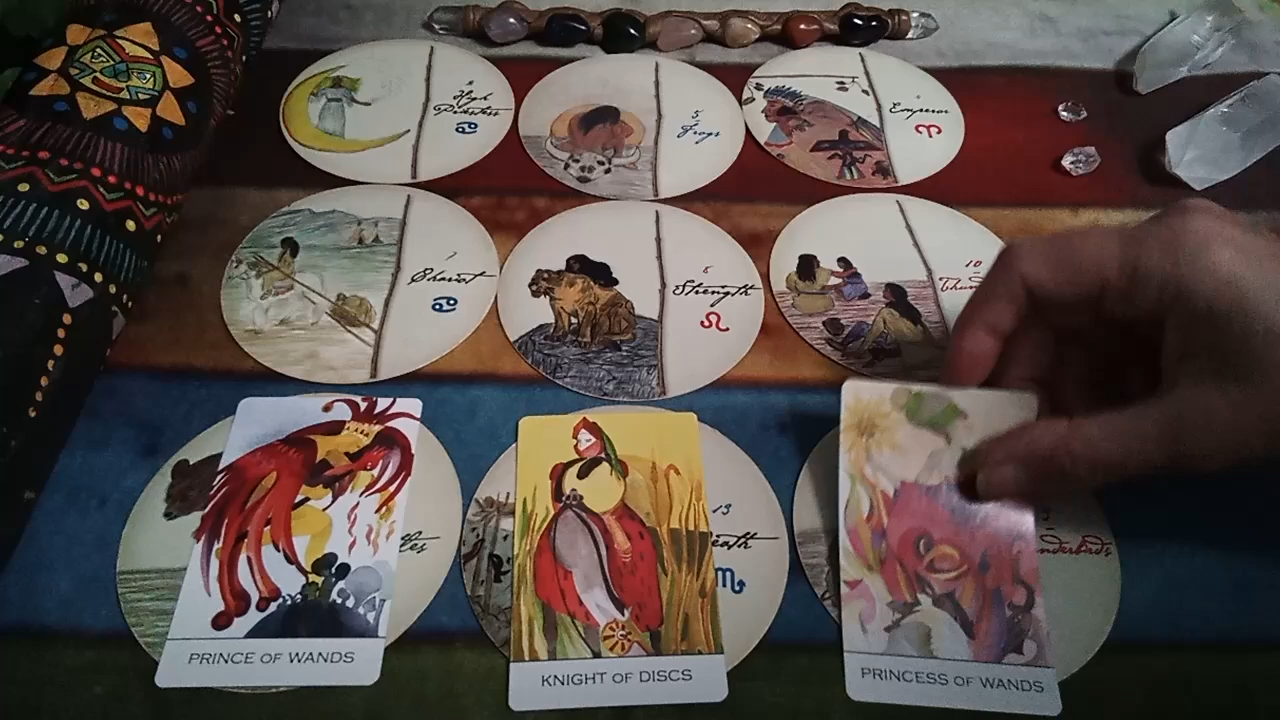 2
High
Priestess
5
Frogs
Emperor
7
Chariot
8
Strength
10
PRINCE OF WANDS
13
KNIGHT OF DISCS
PRINCESS OF WANDS